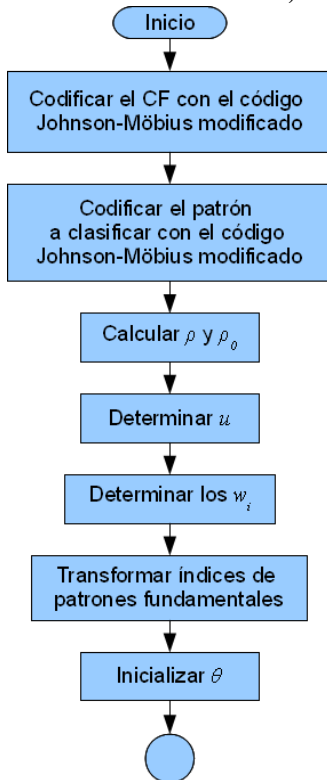 Inicio
Codificar el CF con el código
Johnson-Möbius modificado
Codificar el patrón
a clasificar con el código
Johnson-Möbius modificado
Calcular ρ y ρ₀
Determinar u
Determinar los wᵢ
Transformar índices de
patrones fundamentales
Inicializar θ